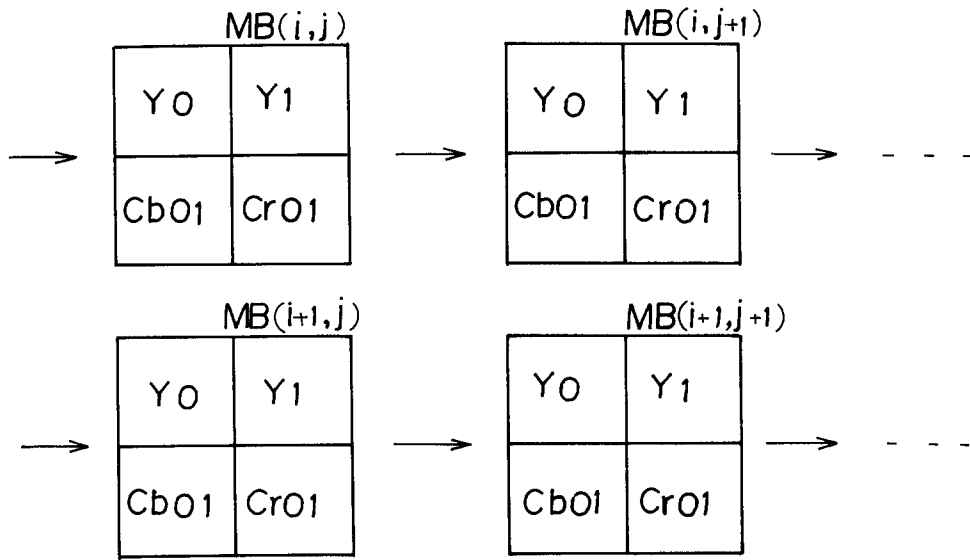 MB(i,j) MB(i,j+1)
Y0 Y1 Y0 Y1
Cb01 Cr01 Cb01 Cr01
MB(i+1,j) MB(i+1,j+1)
Y0 Y1 Y0 Y1
Cb01 Cr01 Cb01 Cr01